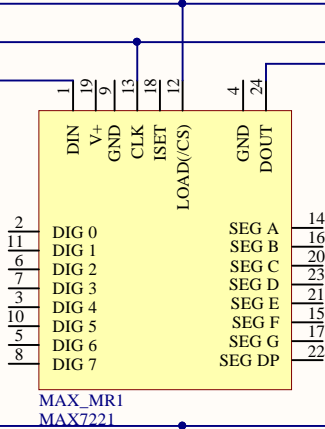 1 19 9 13 18 12 4 24
DIN V+ GND CLK ISET LOAD(/CS) GND DOUT
2 DIG 0 SEG A 14
11 DIG 1 SEG B 16
6 DIG 2 SEG C 20
7 DIG 3 SEG D 23
3 DIG 4 SEG E 21
10 DIG 5 SEG F 15
5 DIG 6 SEG G 17
8 DIG 7 SEG DP 22
MAX_MR1
MAX7221